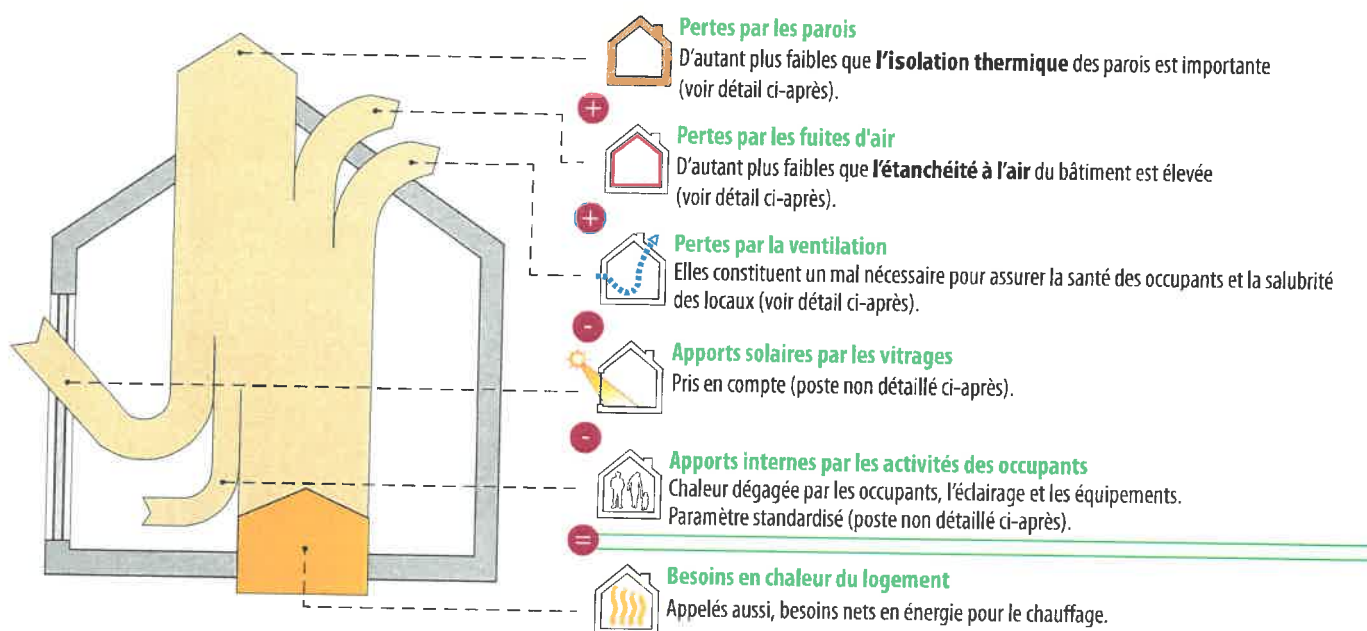 Pertes par les parois
D'autant plus faibles que l'isolation thermique des parois est importante
(voir détail ci-après).
+
Pertes par les fuites d'air
D'autant plus faibles que l'étanchéité à l'air du bâtiment est élevée
(voir détail ci-après).
+
Pertes par la ventilation
Elles constituent un mal nécessaire pour assurer la santé des occupants et la salubrité
des locaux (voir détail ci-après).
-
Apports solaires par les vitrages
Pris en compte (poste non détaillé ci-après).
-
Apports internes par les activités des occupants
Chaleur dégagée par les occupants, l'éclairage et les équipements.
Paramètre standardisé (poste non détaillé ci-après).
=
Besoins en chaleur du logement
Appelés aussi, besoins nets en énergie pour le chauffage.